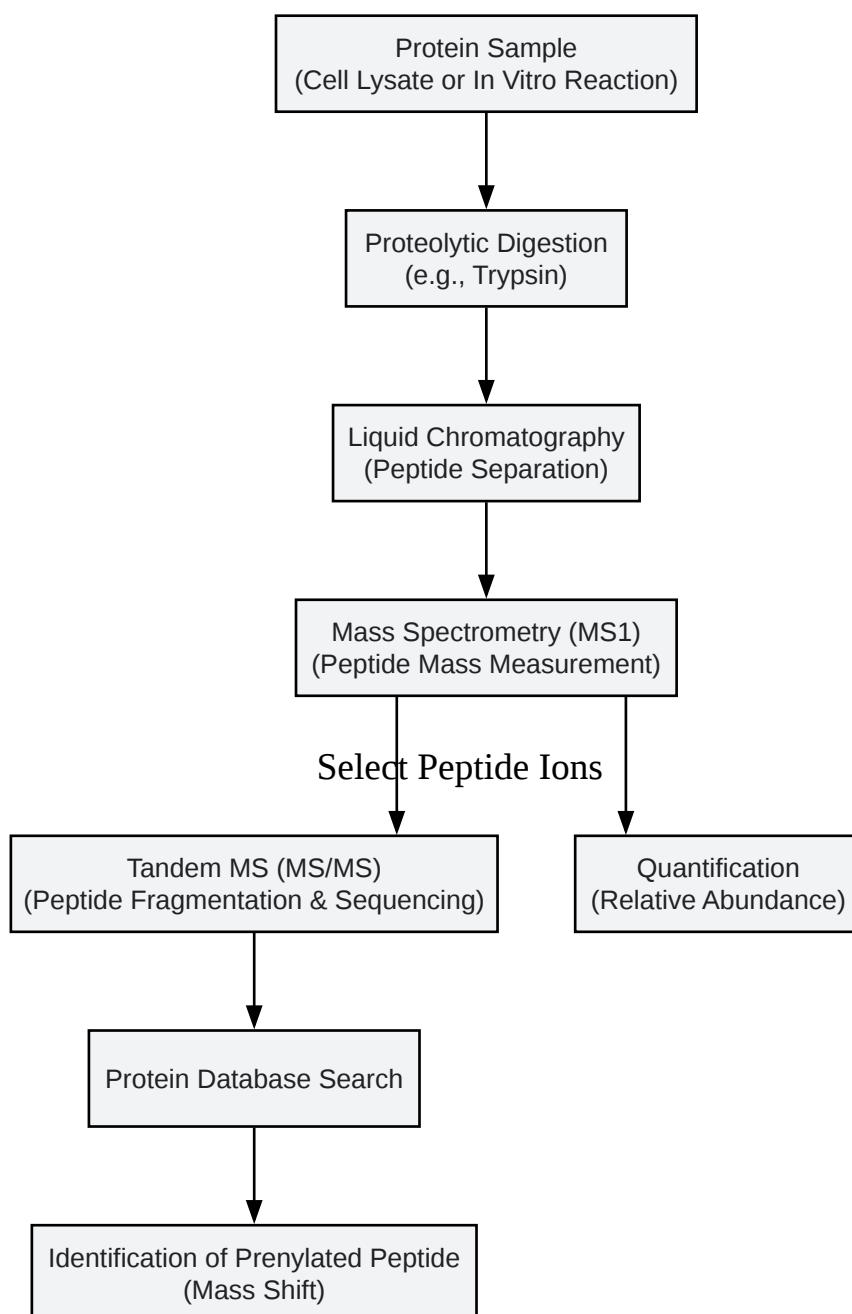 Protein Sample
(Cell Lysate or In Vitro Reaction)
Proteolytic Digestion
(e.g., Trypsin)
Liquid Chromatography
(Peptide Separation)
Mass Spectrometry (MS1)
(Peptide Mass Measurement)
Select Peptide Ions
Tandem MS (MS/MS)
(Peptide Fragmentation & Sequencing)
Quantification
(Relative Abundance)
Protein Database Search
Identification of Prenylated Peptide
(Mass Shift)